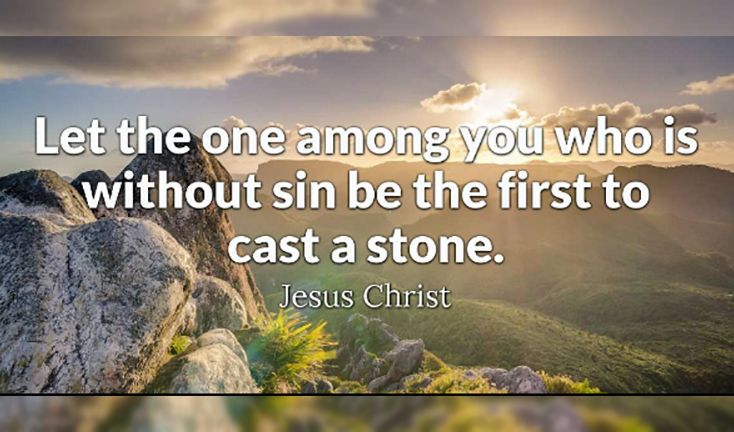 Let the one among you who is
without sin be the first to
cast a stone.
Jesus Christ